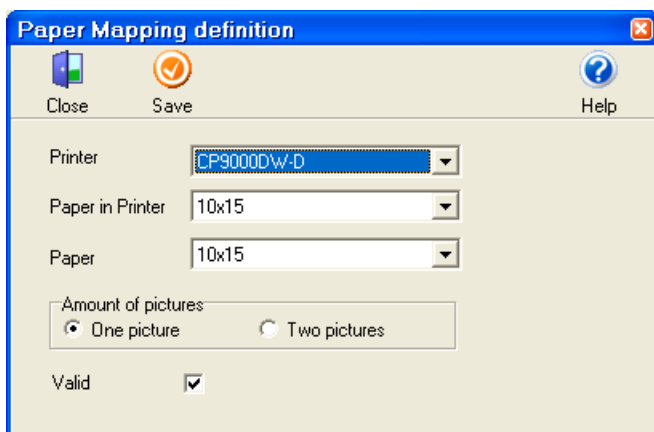 Paper Mapping definition
Close Save Help
Printer CP9000DW-D
Paper in Printer 10x15
Paper 10x15
Amount of pictures
One picture Two pictures
Valid